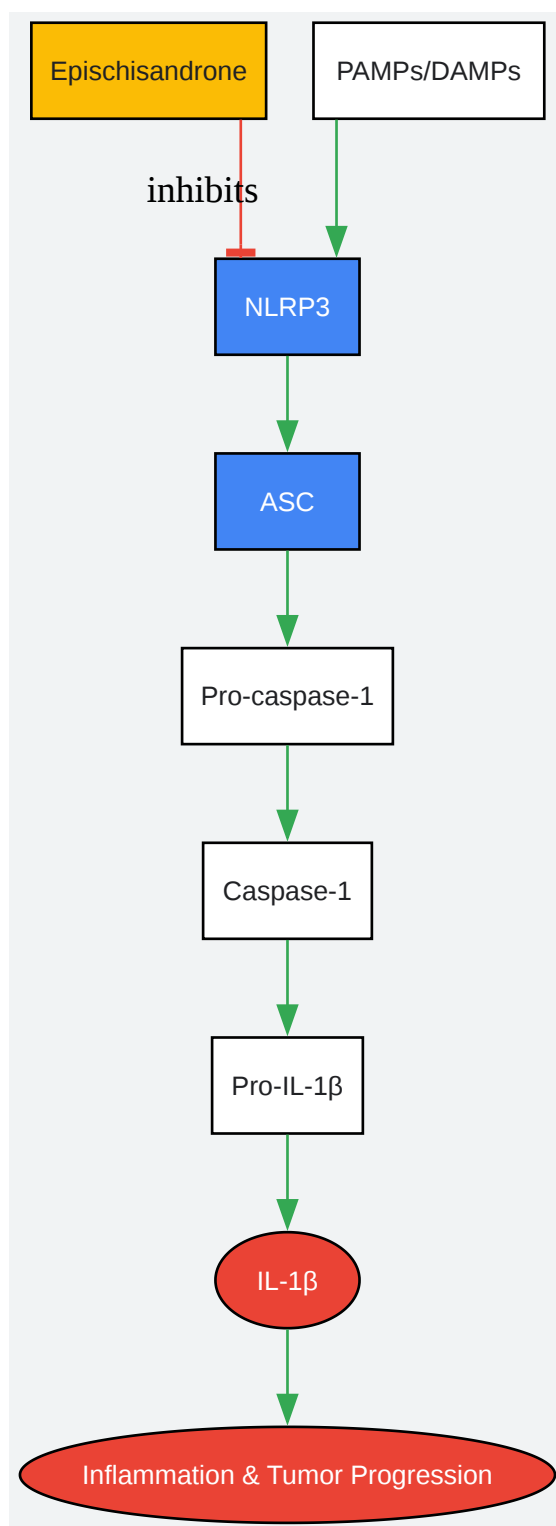 Epischisandrone
PAMPs/DAMPs
inhibits
NLRP3
ASC
Pro-caspase-1
Caspase-1
Pro-IL-1β
IL-1β
Inflammation & Tumor Progression